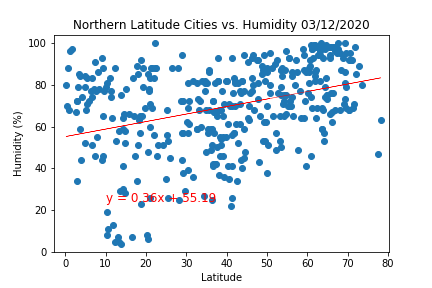 Northern Latitude Cities vs. Humidity 03/12/2020
100
80
60
40
20
0
Humidity (%)
y = 0.36x + 55.19
0 10 20 30 40 50 60 70 80
Latitude